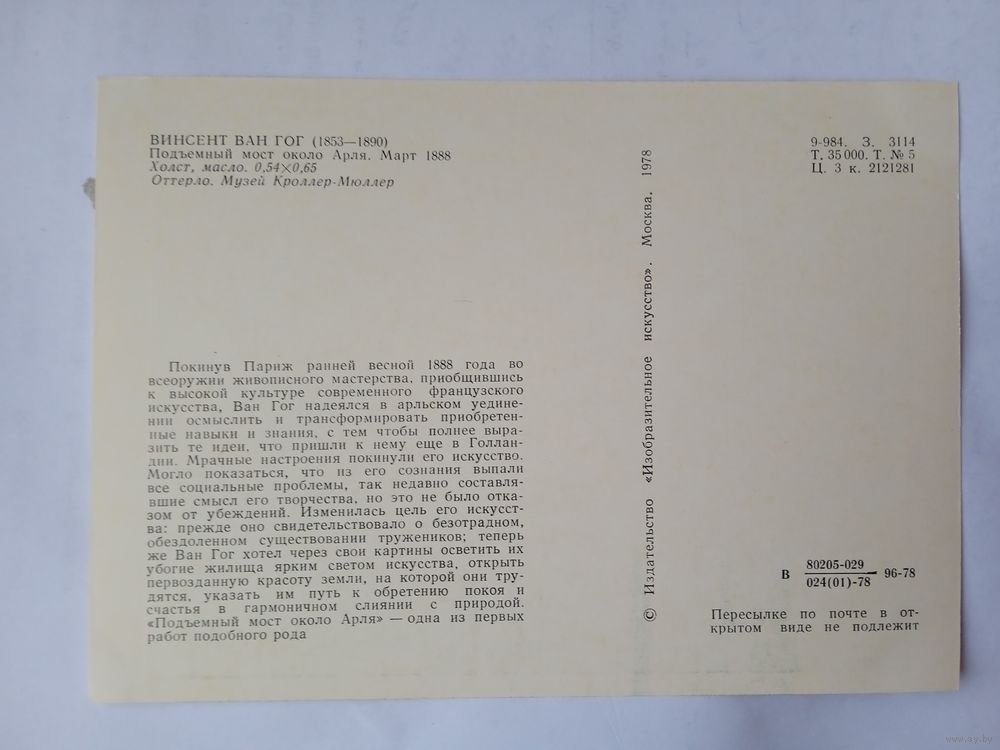 ВИНСЕНТ ВАН ГОГ (1853—1890)
Подъемный мост около Арля. Март 1888
Холст, масло. 0,54×0,65
Оттерло. Музей Кроллер-Мюллер
Покинув Париж ранней весной 1888 года во
всеоружии живописного мастерства, приобщившись
к высокой культуре современного французского
искусства, Ван Гог надеялся в арльском уедине-
нии осмыслить и трансформировать приобретен-
ные навыки и знания, с тем чтобы полнее выра-
зить те идеи, что пришли к нему еще в Голлан-
дии. Мрачные настроения покинули его искусство.
Могло показаться, что из его сознания выпали
все социальные проблемы, так недавно составля-
вшие смысл его творчества, но это не было отка-
зом от убеждений. Изменилась цель его искусст-
ва: прежде оно свидетельствовало о безотрадном,
обездоленном существовании тружеников; теперь
же Ван Гог хотел через свои картины осветить их
убогие жилища ярким светом искусства, открыть
первозданную красоту земли, на которой они тру-
дятся, указать им путь к обретению покоя и
счастья в гармоничном слиянии с природой.
«Подъемный мост около Арля» — одна из первых
работ подобного рода
© Издательство «Изобразительное искусство». Москва. 1978
9-984. З. 3114
Т. 35 000. Т. № 5
Ц. 3 к. 2121281
В 80205-029
024(01)-78 96-78
Пересылке по почте в от-
крытом виде не подлежит
www.ay.by